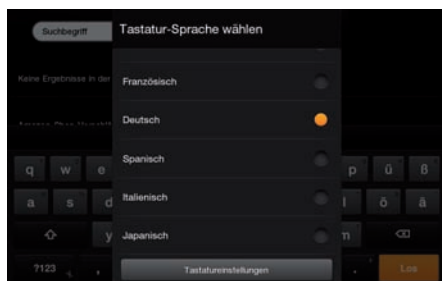 Suchbegriff
Tastatur-Sprache wählen
Keine Ergebnisse in der
Französisch
Deutsch
Spanisch
Italienisch
Japanisch
q w e p ü ß
a s d l ö ä
y m
?123 , . Los
Tastatureinstellungen